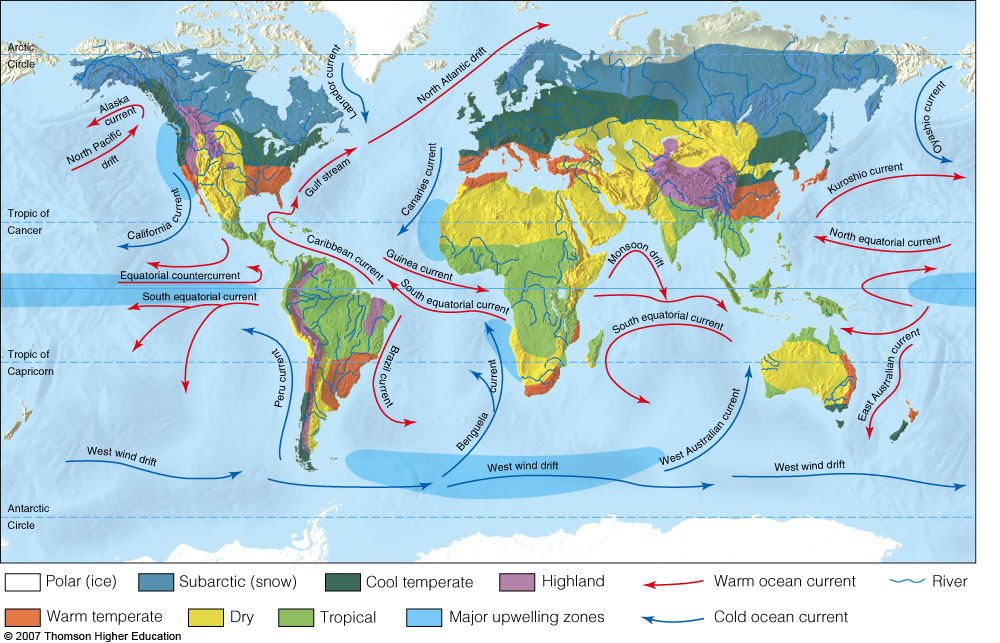 Arctic
Circle
Alaska
current
North Pacific
drift
Labrador current
North Atlantic drift
Oyashio current
Gulf stream
Canaries current
Kuroshio current
Tropic of
Cancer
California current
Caribbean current
Guinea current
Monsoon drift
North equatorial current
Equatorial countercurrent
South equatorial current
South equatorial current
South equatorial current
Tropic of
Capricorn
Peru current
Brazil current
Benguela
current
West Australian current
East Australian current
West wind drift
West wind drift
West wind drift
Antarctic
Circle
Polar (ice)
Subarctic (snow)
Cool temperate
Highland
Warm ocean current
River
Warm temperate
Dry
Tropical
Major upwelling zones
Cold ocean current
© 2007 Thomson Higher Education